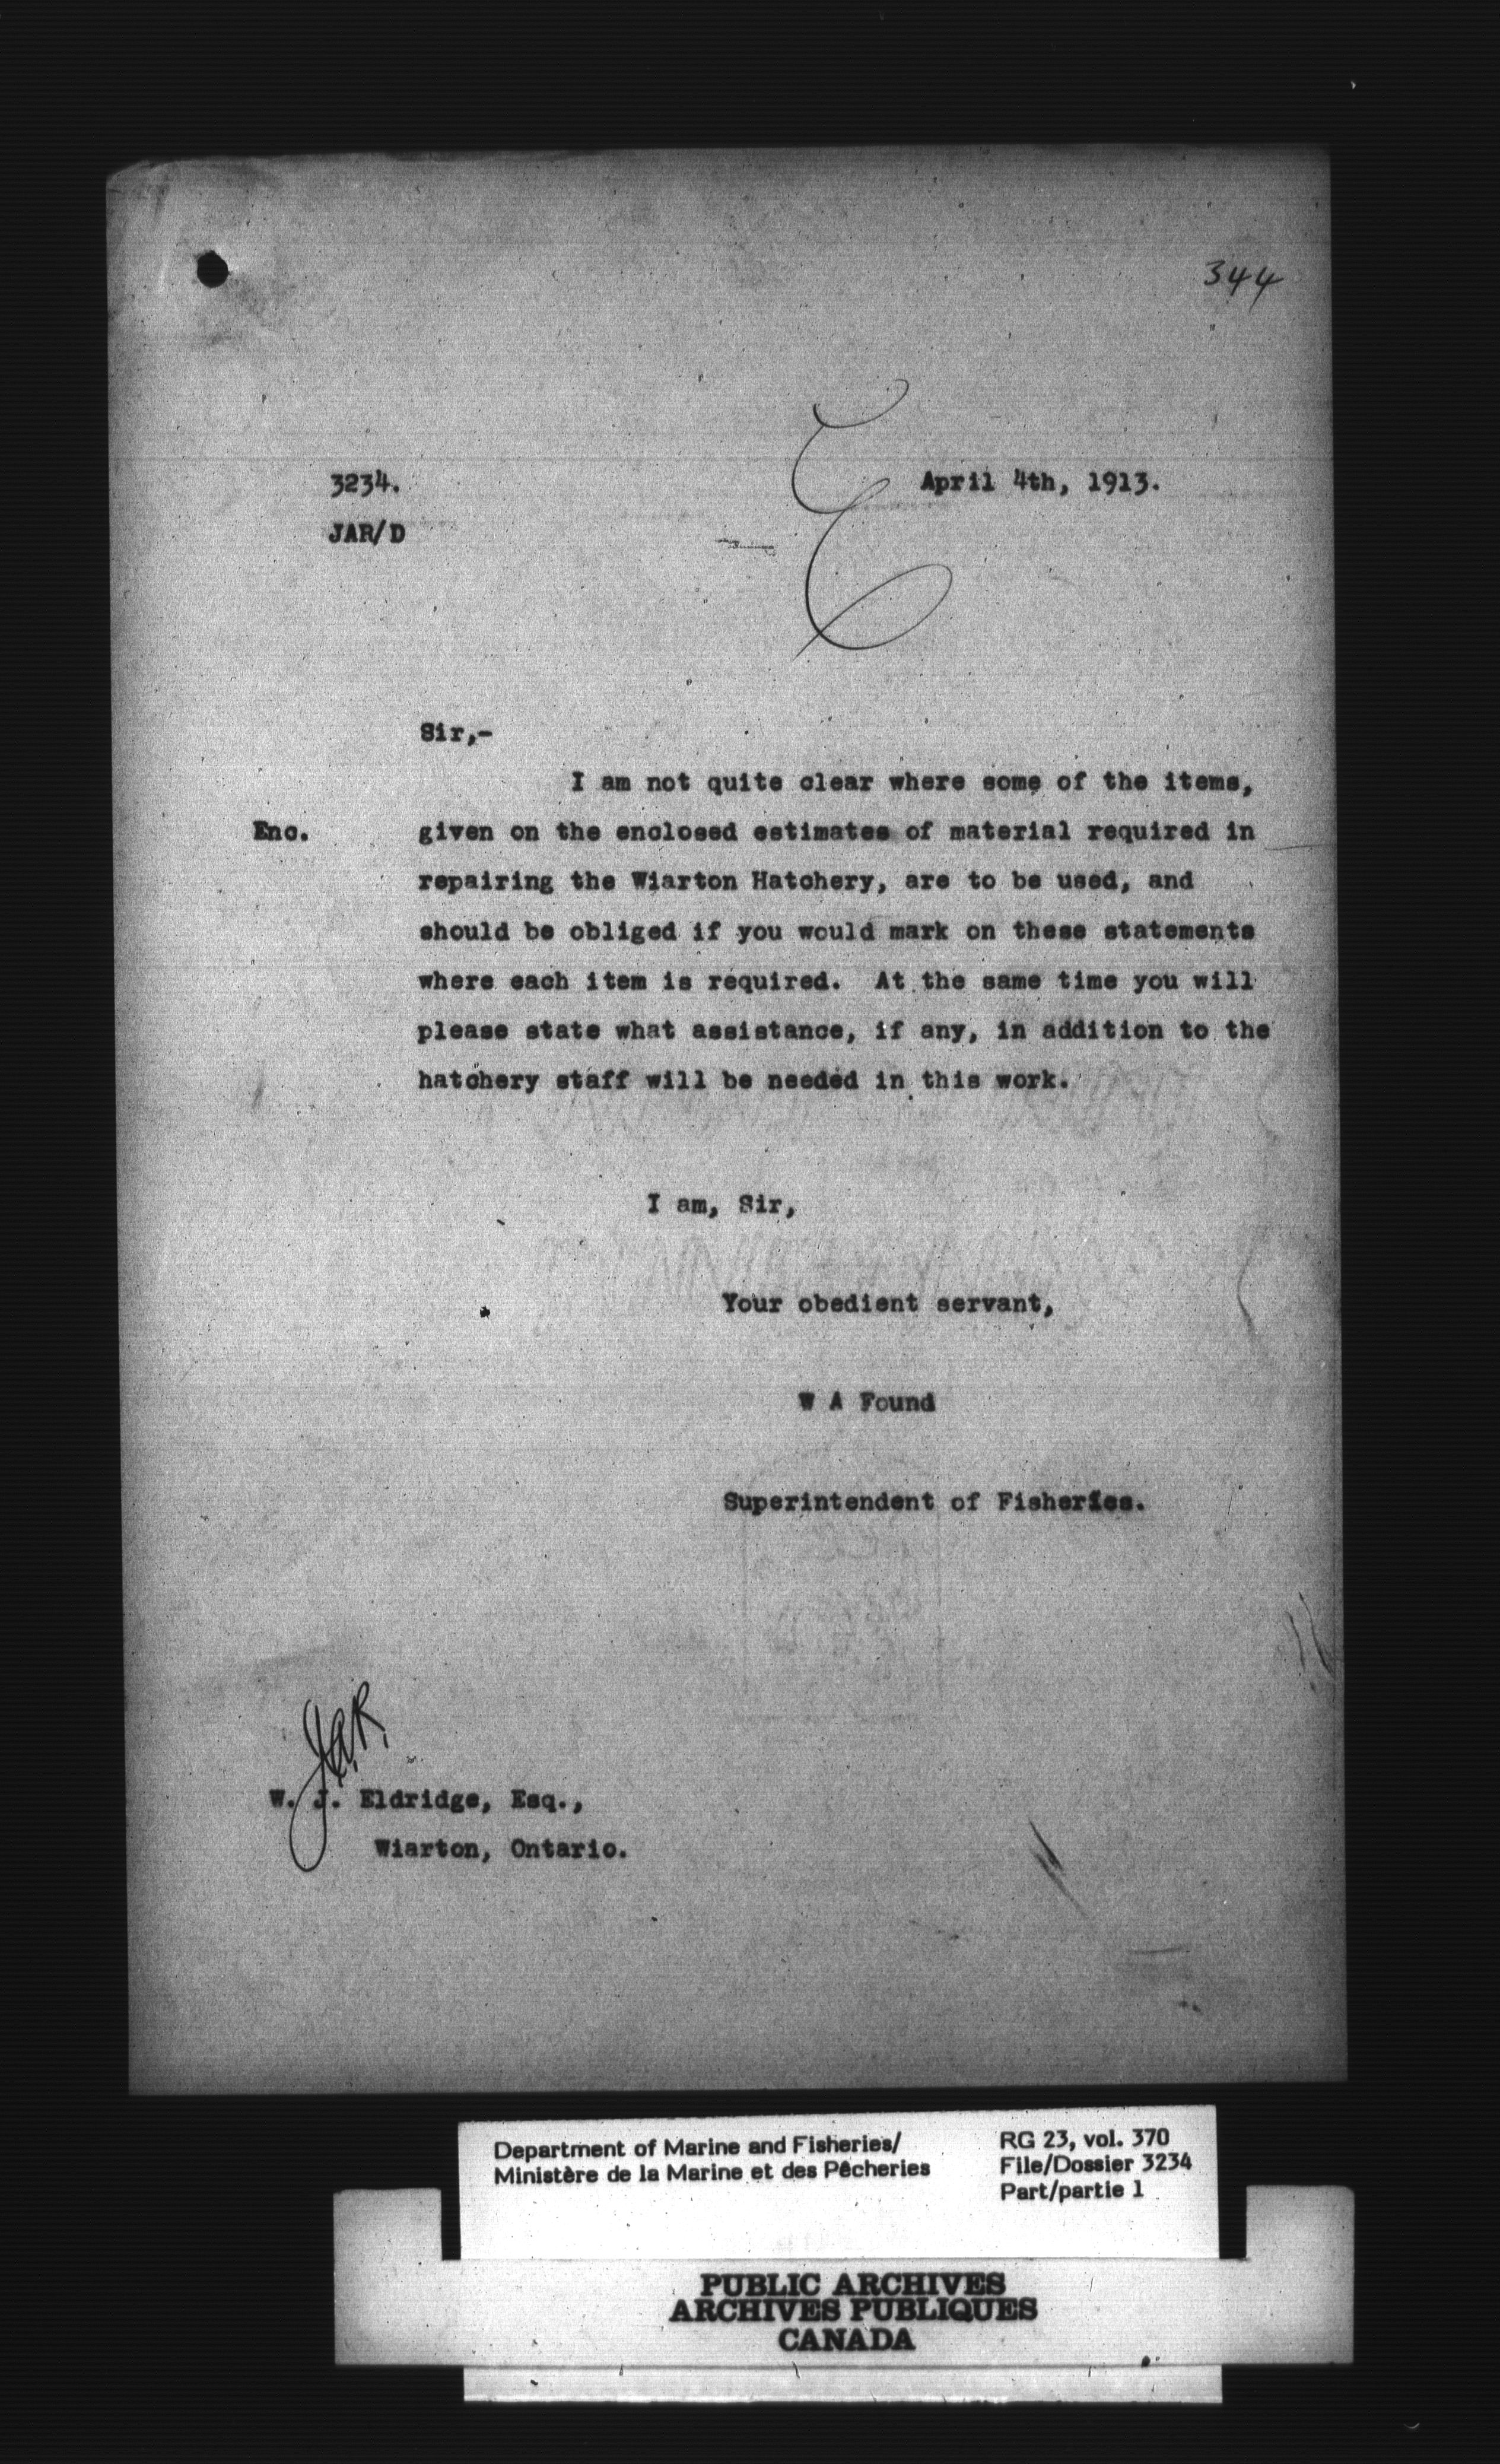 344
E
3234.
April 4th, 1913.
JAR/D
Sir,-
I am not quite clear where some of the items,
Enc.
given on the enclosed estimates of material required in
repairing the Wiarton Hatchery, are to be used, and
should be obliged if you would mark on these statements
where each item is required. At the same time you will
please state what assistance, if any, in addition to the
hatchery staff will be needed in this work.
I am, Sir,
Your obedient servant,
W A Found
Superintendent of Fisheries.
J.A.R.
W. J. Eldridge, Esq.,
Wiarton, Ontario.
Department of Marine and Fisheries/
Ministère de la Marine et des Pêcheries
RG 23, vol. 370
File/Dossier 3234
Part/partie 1
PUBLIC ARCHIVES
ARCHIVES PUBLIQUES
CANADA